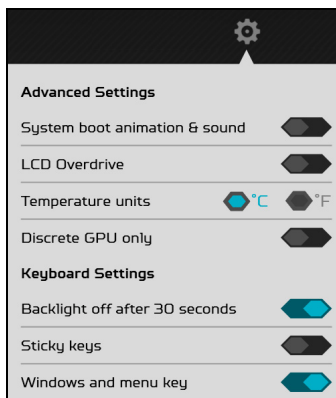 Advanced Settings
System boot animation & sound
LCD Overdrive
Temperature units °C °F
Discrete GPU only
Keyboard Settings
Backlight off after 30 seconds
Sticky keys
Windows and menu key